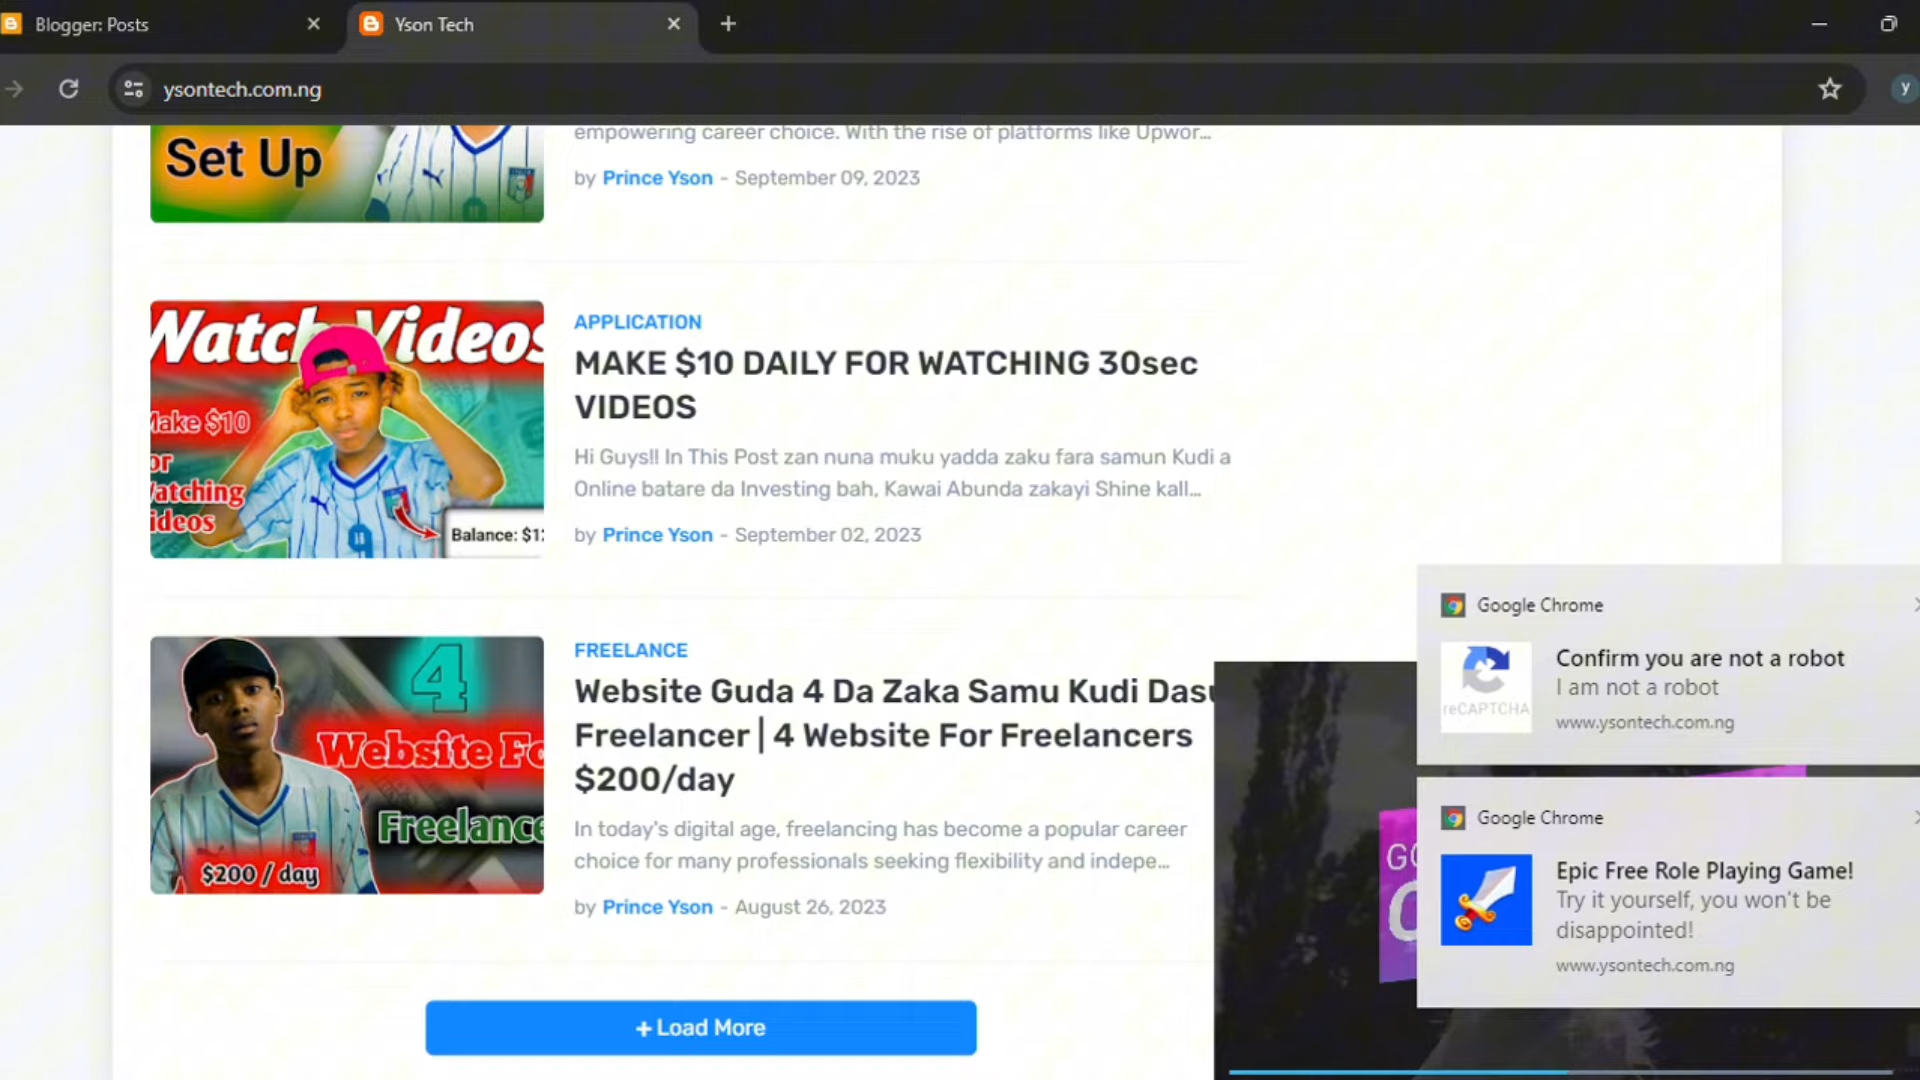 Blogger: Posts
Yson Tech
ysontech.com.ng
Set Up
empowering career choice. With the rise of platforms like Upwor...
by Prince Yson - September 09, 2023
Watch Videos
Make $10
or
atching
ideos
Balance: $1
APPLICATION
MAKE $10 DAILY FOR WATCHING 30sec
VIDEOS
Hi Guys!! In This Post zan nuna muku yadda zaku fara samun Kudi a
Online batare da Investing bah, Kawai Abunda zakayi Shine kall...
by Prince Yson - September 02, 2023
4
Website Fo
Freelance
$200 / day
FREELANCE
Website Guda 4 Da Zaka Samu Kudi Dasu
Freelancer | 4 Website For Freelancers
$200/day
In today's digital age, freelancing has become a popular career
choice for many professionals seeking flexibility and indepe...
by Prince Yson - August 26, 2023
+ Load More
Google Chrome
Confirm you are not a robot
I am not a robot
reCAPTCHA
www.ysontech.com.ng
Google Chrome
Epic Free Role Playing Game!
Try it yourself, you won't be
disappointed!
www.ysontech.com.ng
GO
y